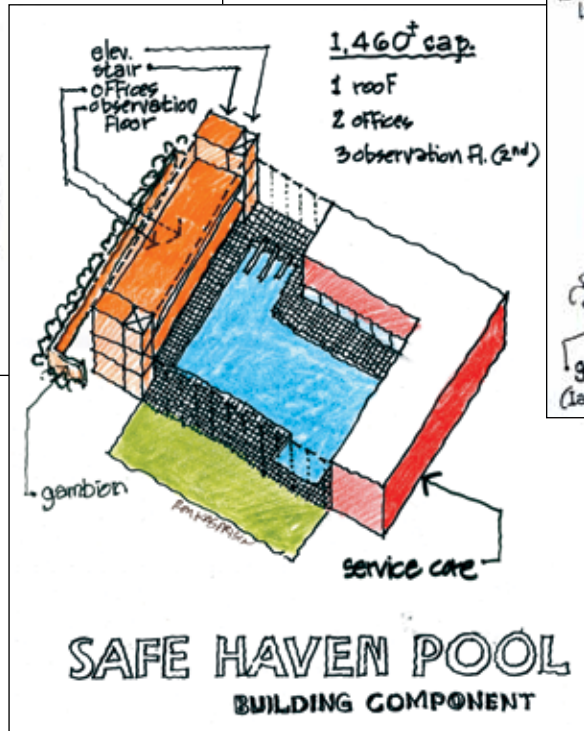 elev.
stair
offices
observation
Floor
1,460± cap.
1 roof
2 offices
3 observation Fl. (2nd)
gambion
service core
SAFE HAVEN POOL
BUILDING COMPONENT